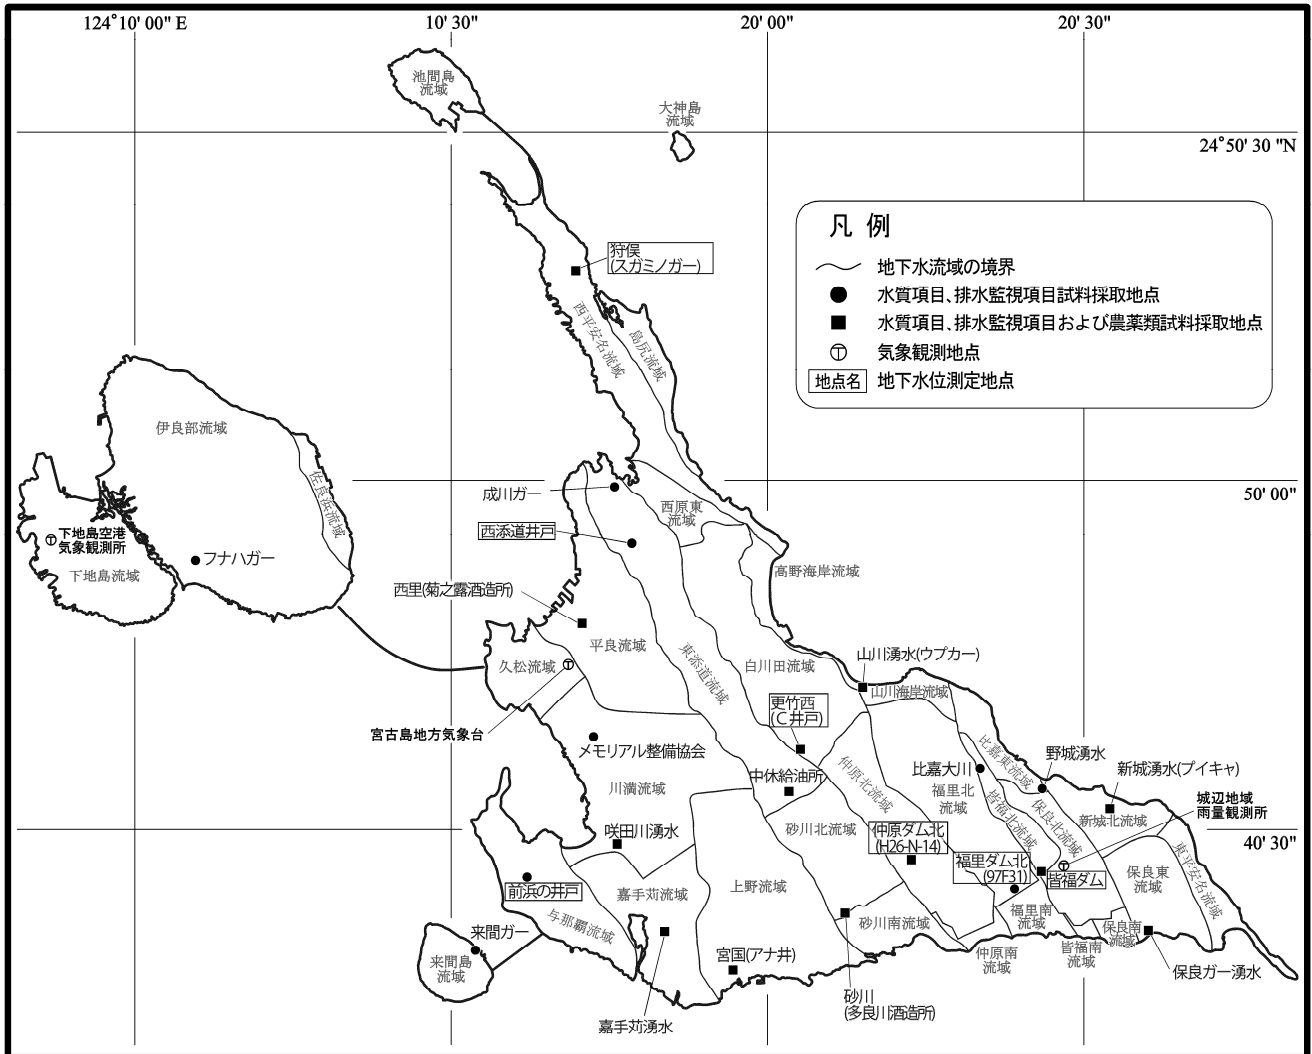 124°10' 00" E
10' 30"
20' 00"
20' 30"
池間島
流域
大神島
流域
24°50' 30 "N
凡 例
地下水流域の境界
水質項目、排水監視項目試料採取地点
水質項目、排水監視項目および農薬類試料採取地点
気象観測地点
地点名
地下水位測定地点
狩俣
(スガミノガー)
西平安名流域
島尻流域
伊良部流域
佐良浜流域
成川ガー
50' 00"
西原東
流域
西添道井戸
下地島空港
気象観測所
フナハガー
下地島流域
高野海岸流域
西里(菊之露酒造所)
平良流域
久松流域
東添道流域
白川田流域
山川湧水(ウプカー)
山川海岸流域
更竹西
(C井戸)
宮古島地方気象台
メモリアル整備協会
中休給油所
仲原北流域
比嘉大川
比嘉東流域
野城湧水
新城湧水(プイキャ)
川満流域
福里北
流域
皆福北流域
保良北流域
城辺地域
雨量観測所
新城北流域
咲田川湧水
砂川北流域
仲原ダム北
(H26-N-14)
40' 30"
福里ダム北
(97F31)
皆福ダム
保良東
流域
東平安名流域
前浜の井戸
嘉手苅流域
上野流域
与那覇流域
砂川南流域
福里南
流域
保良南
流域
来間ガー
来間島
流域
宮国(アナ井)
仲原南
流域
皆福南
流域
保良ガー湧水
嘉手苅湧水
砂川
(多良川酒造所)